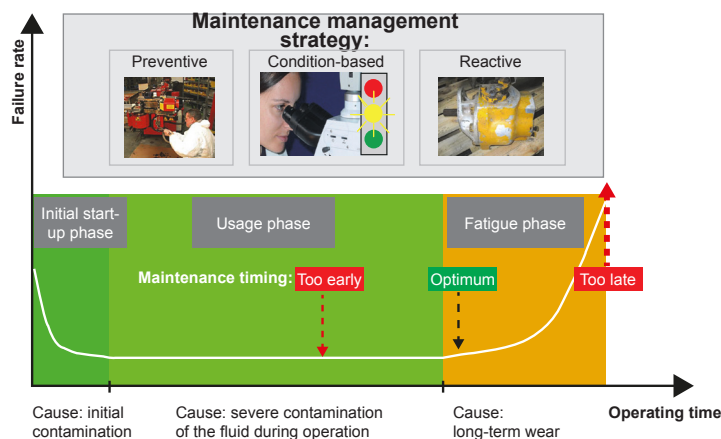 Maintenance management
strategy:
Preventive
Condition-based
Reactive
Failure rate
Initial start-
up phase
Usage phase
Fatigue phase
Maintenance timing:
Too early
Optimum
Too late
Operating time
Cause: initial
contamination
Cause: severe contamination
of the fluid during operation
Cause:
long-term wear